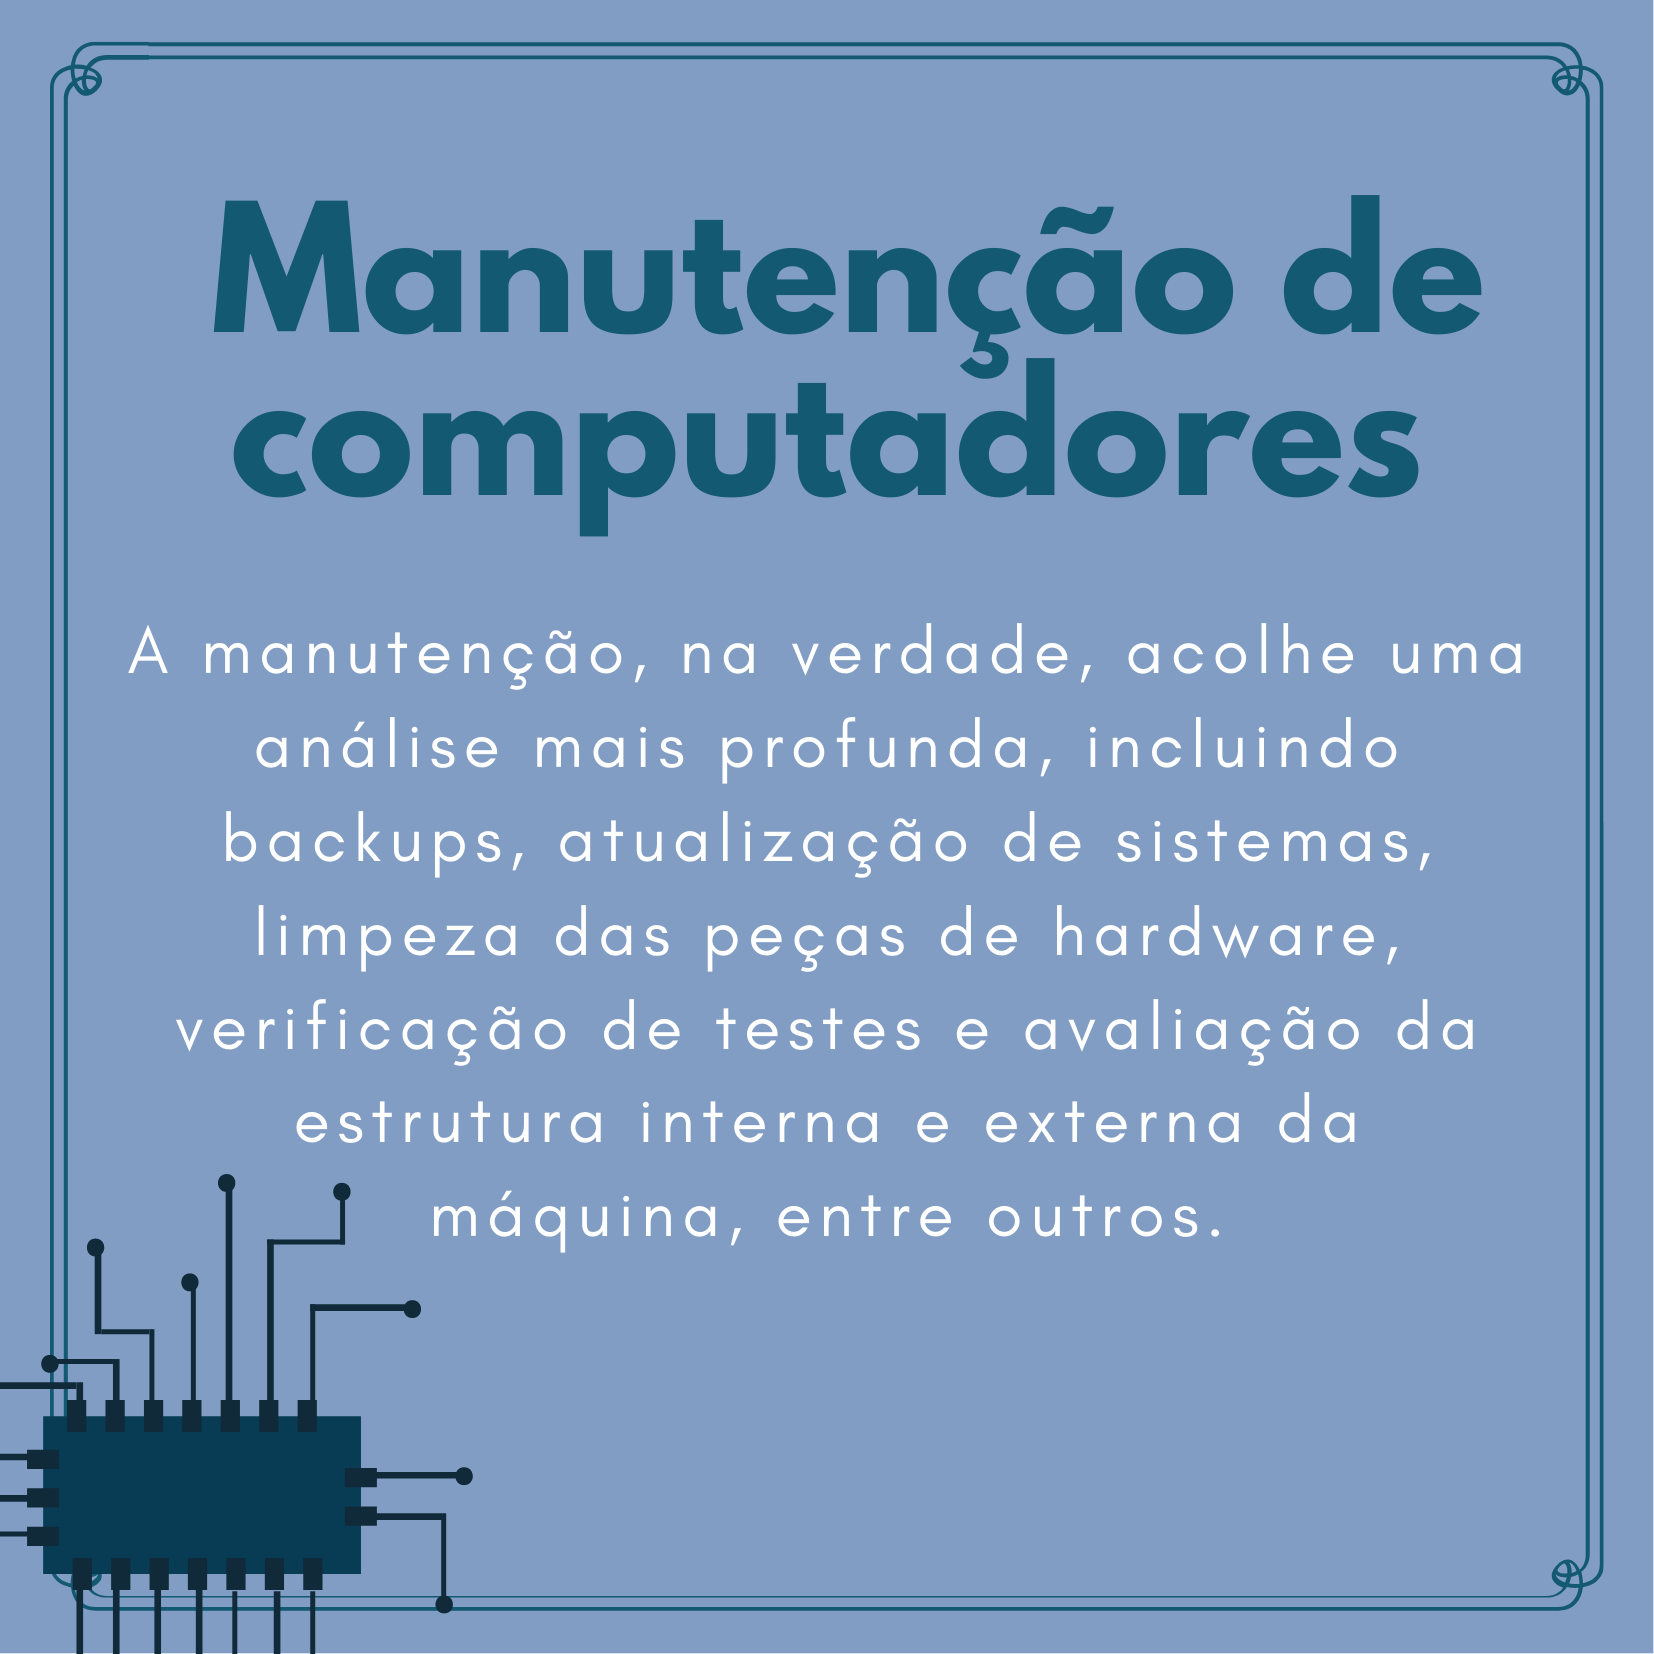 Manutenção de
computadores
A manutenção, na verdade, acolhe uma
análise mais profunda, incluindo
backups, atualização de sistemas,
limpeza das peças de hardware,
verificação de testes e avaliação da
estrutura interna e externa da
máquina, entre outros.